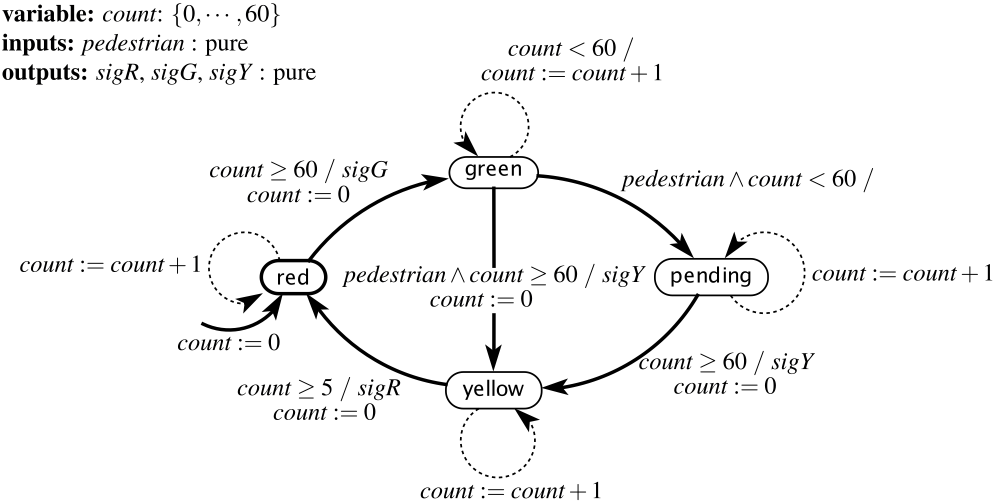 variable: count: {0, ⋯ , 60}
inputs: pedestrian : pure
outputs: sigR, sigG, sigY : pure
count < 60 /
count := count + 1
count ≥ 60 / sigG
count := 0
green
pedestrian ∧ count < 60 /
count := count + 1
red
pedestrian ∧ count ≥ 60 / sigY
count := 0
pending
count := count + 1
count := 0
count ≥ 60 / sigY
count := 0
count ≥ 5 / sigR
count := 0
yellow
count := count + 1